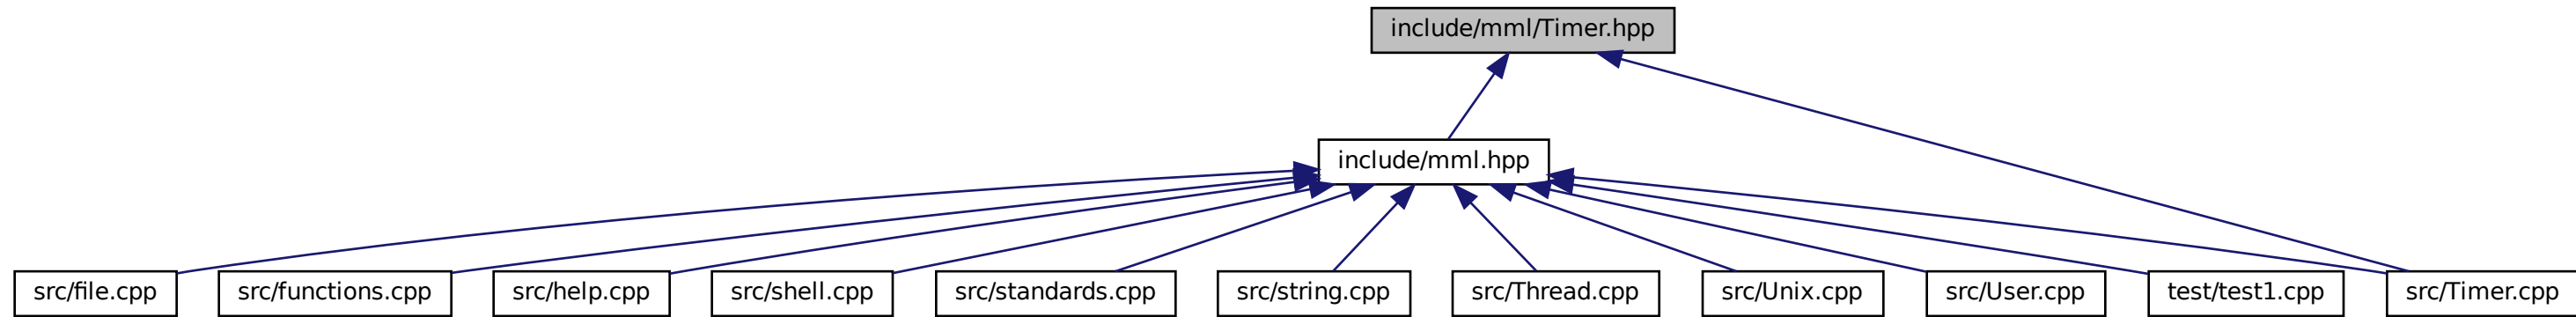 include/mml/Timer.hpp
include/mml.hpp
src/file.cpp
src/functions.cpp
src/help.cpp
src/shell.cpp
src/standards.cpp
src/string.cpp
src/Thread.cpp
src/Unix.cpp
src/User.cpp
test/test1.cpp
src/Timer.cpp